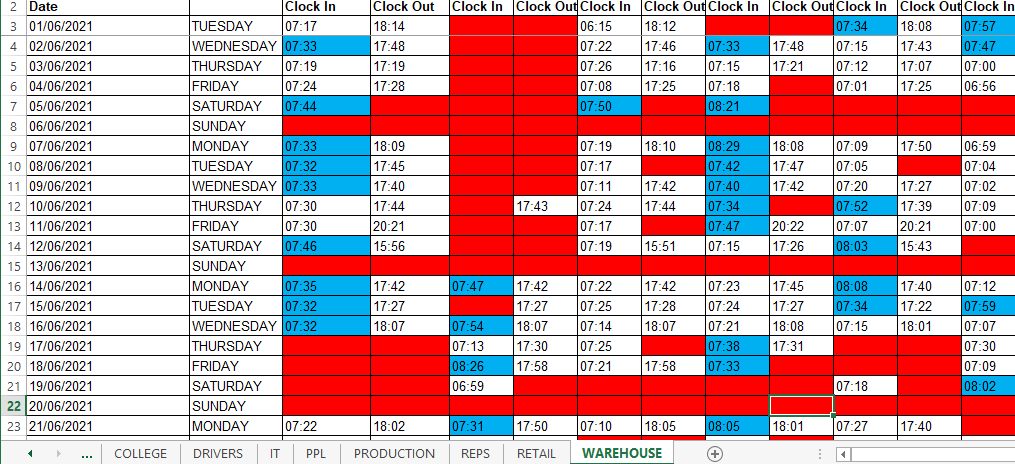 2 Date Clock In Clock Out Clock In Clock Out Clock In Clock Out Clock In Clock Out Clock In Clock Out Clock In
3 01/06/2021 TUESDAY 07:17 18:14 06:15 18:12 07:34 18:08 07:57
4 02/06/2021 WEDNESDAY 07:33 17:48 07:22 17:46 07:33 17:48 07:15 17:43 07:47
5 03/06/2021 THURSDAY 07:19 17:19 07:26 17:16 07:15 17:21 07:12 17:07 07:00
6 04/06/2021 FRIDAY 07:24 17:28 07:08 17:25 07:18 07:01 17:25 06:56
7 05/06/2021 SATURDAY 07:44 07:50 08:21
8 06/06/2021 SUNDAY
9 07/06/2021 MONDAY 07:33 18:09 07:19 18:10 08:29 18:08 07:09 17:50 06:59
10 08/06/2021 TUESDAY 07:32 17:45 07:17 07:42 17:47 07:05 07:04
11 09/06/2021 WEDNESDAY 07:33 17:40 07:11 17:42 07:40 17:42 07:20 17:27 07:02
12 10/06/2021 THURSDAY 07:30 17:44 17:43 07:24 17:44 07:34 07:52 17:39 07:09
13 11/06/2021 FRIDAY 07:30 20:21 07:17 07:47 20:22 07:07 20:21 07:00
14 12/06/2021 SATURDAY 07:46 15:56 07:19 15:51 07:15 17:26 08:03 15:43
15 13/06/2021 SUNDAY
16 14/06/2021 MONDAY 07:35 17:42 07:47 17:42 07:22 17:42 07:23 17:45 08:08 17:40 07:12
17 15/06/2021 TUESDAY 07:32 17:27 17:27 07:25 17:28 07:24 17:27 07:34 17:22 07:59
18 16/06/2021 WEDNESDAY 07:32 18:07 07:54 18:07 07:14 18:07 07:21 18:08 07:15 18:01 07:07
19 17/06/2021 THURSDAY 07:13 17:30 07:25 07:38 17:31 07:30
20 18/06/2021 FRIDAY 08:26 17:58 07:21 17:58 07:33 07:09
21 19/06/2021 SATURDAY 06:59 07:18 08:02
22 20/06/2021 SUNDAY
23 21/06/2021 MONDAY 07:22 18:02 07:31 17:50 07:10 18:05 08:05 18:01 07:27 17:40
... COLLEGE DRIVERS IT PPL PRODUCTION REPS RETAIL WAREHOUSE